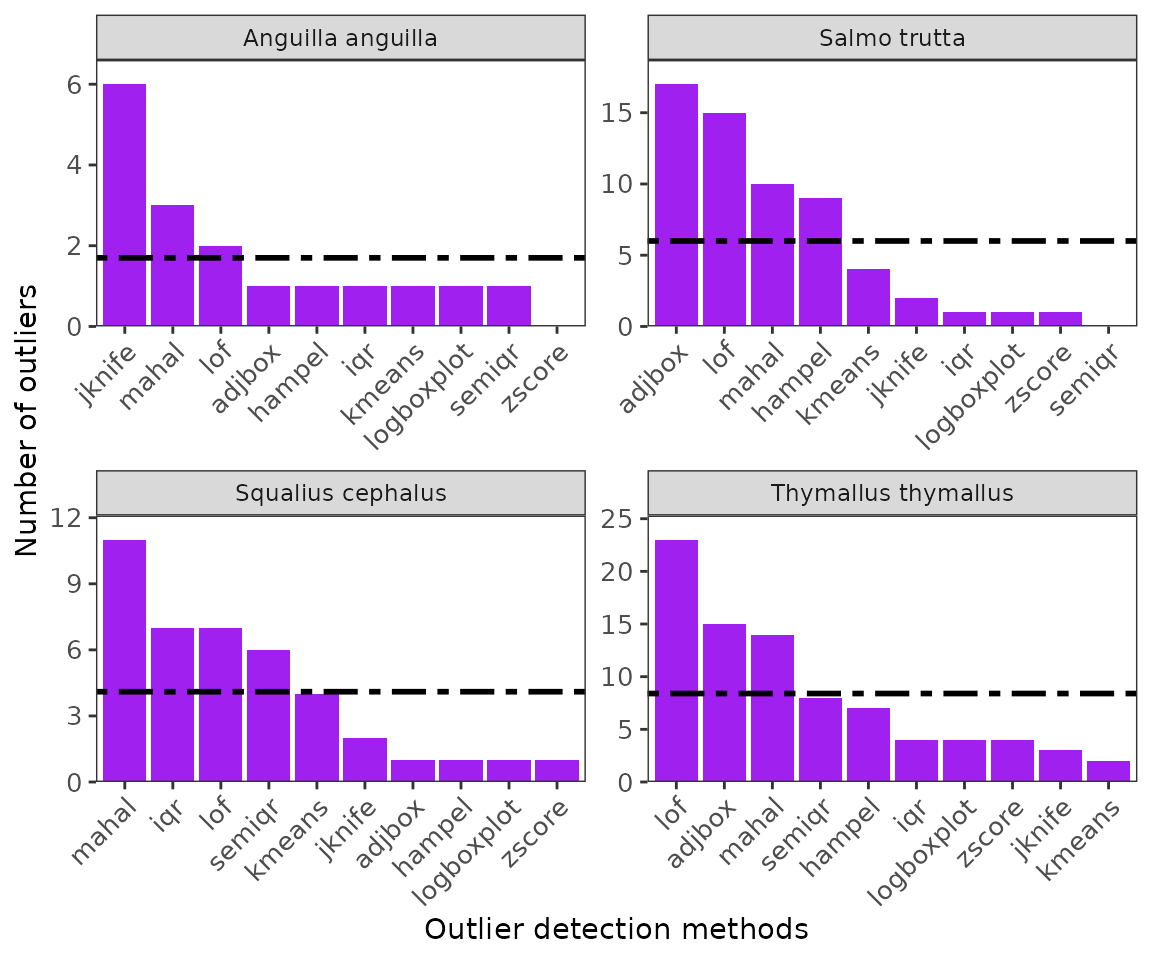 Number of outliers
Anguilla anguilla
6
4
2
0
jknife
mahal
lof
adjbox
hampel
iqr
kmeans
logboxplot
semiqr
zscore
Salmo trutta
15
10
5
0
adjbox
lof
mahal
hampel
kmeans
jknife
iqr
logboxplot
zscore
semiqr
Squalius cephalus
12
9
6
3
0
mahal
iqr
lof
semiqr
kmeans
jknife
adjbox
hampel
logboxplot
zscore
Thymallus thymallus
25
20
15
10
5
0
lof
adjbox
mahal
semiqr
hampel
iqr
logboxplot
zscore
jknife
kmeans
Outlier detection methods